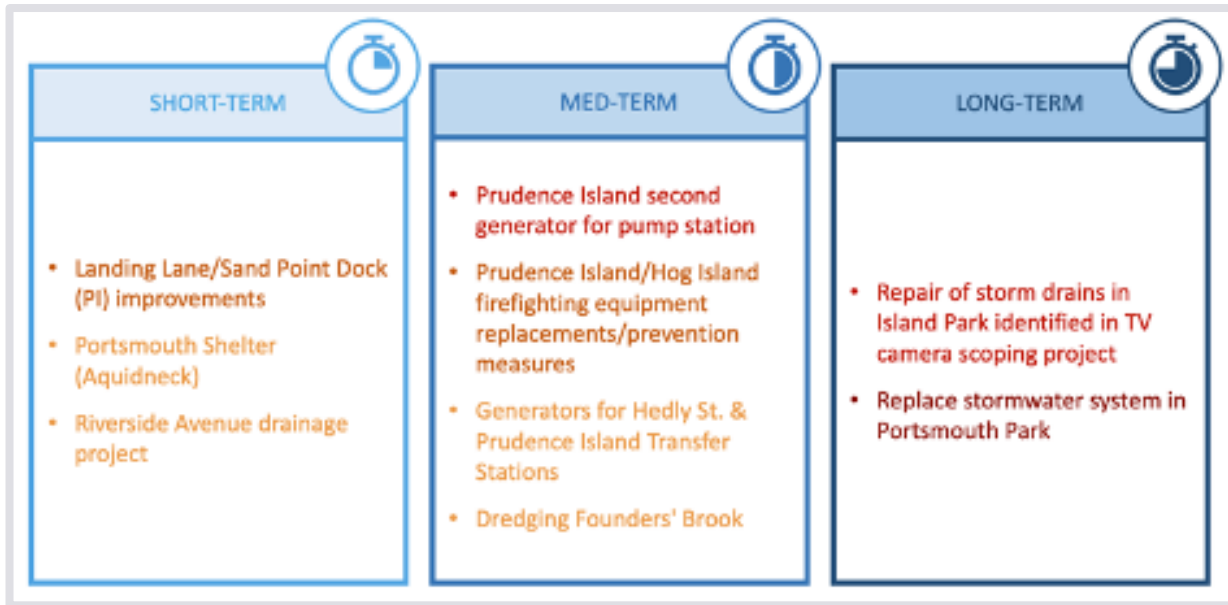 SHORT-TERM
• Landing Lane/Sand Point Dock
(PI) improvements
• Portsmouth Shelter
(Aquidneck)
• Riverside Avenue drainage
project
MED-TERM
• Prudence Island second
generator for pump station
• Prudence Island/Hog Island
firefighting equipment
replacements/prevention
measures
• Generators for Hedly St. &
Prudence Island Transfer
Stations
• Dredging Founders' Brook
LONG-TERM
• Repair of storm drains in
Island Park identified in TV
camera scoping project
• Replace stormwater system in
Portsmouth Park